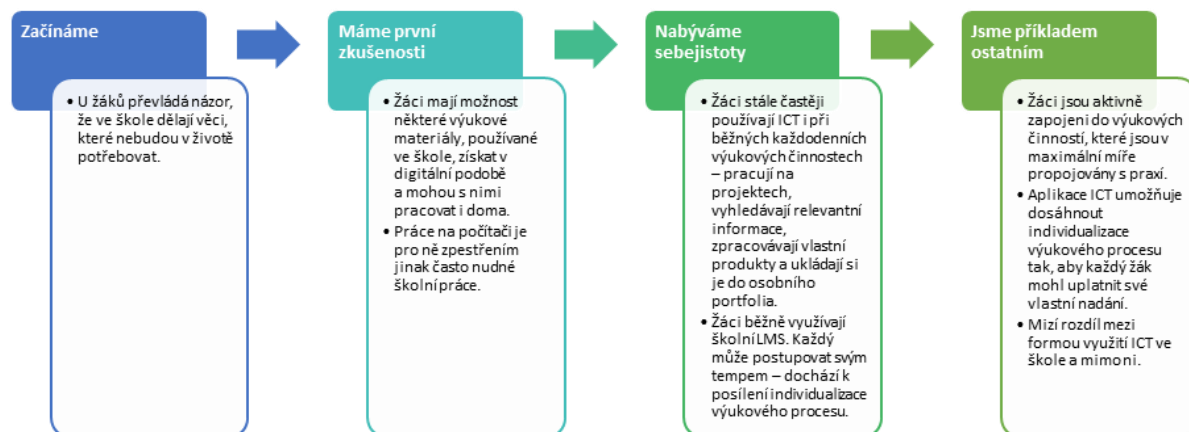 Začínáme
• U žáků převládá názor,
že ve škole dělají věci,
které nebudou v životě
potřebovat.
Máme první
zkušenosti
• Žáci mají možnost
některé výukové
materiály, používané
ve škole, získat v
digitální podobě
a mohou s nimi
pracovat i doma.
• Práce na počítači je
pro ně zpestřením
jinak často nudné
školní práce.
Nabýváme
sebejistoty
• Žáci stále častěji
používají ICT i při
běžných každodenních
výukových činnostech
– pracují na
projektech,
vyhledávají relevantní
informace,
zpracovávají vlastní
produkty a ukládají si
je do osobního
portfolia.
• Žáci běžně využívají
školní LMS. Každý
může postupovat svým
tempem – dochází k
posílení individualizace
výukového procesu.
Jsme příkladem
ostatním
• Žáci jsou aktivně
zapojeni do výukových
činností, které jsou v
maximální míře
propojovány s praxí.
• Aplikace ICT umožňuje
dosáhnout
individualizace
výukového procesu
tak, aby každý žák
mohl uplatnit své
vlastní nadání.
• Mizí rozdíl mezi
formou využití ICT ve
škole a mimo ni.